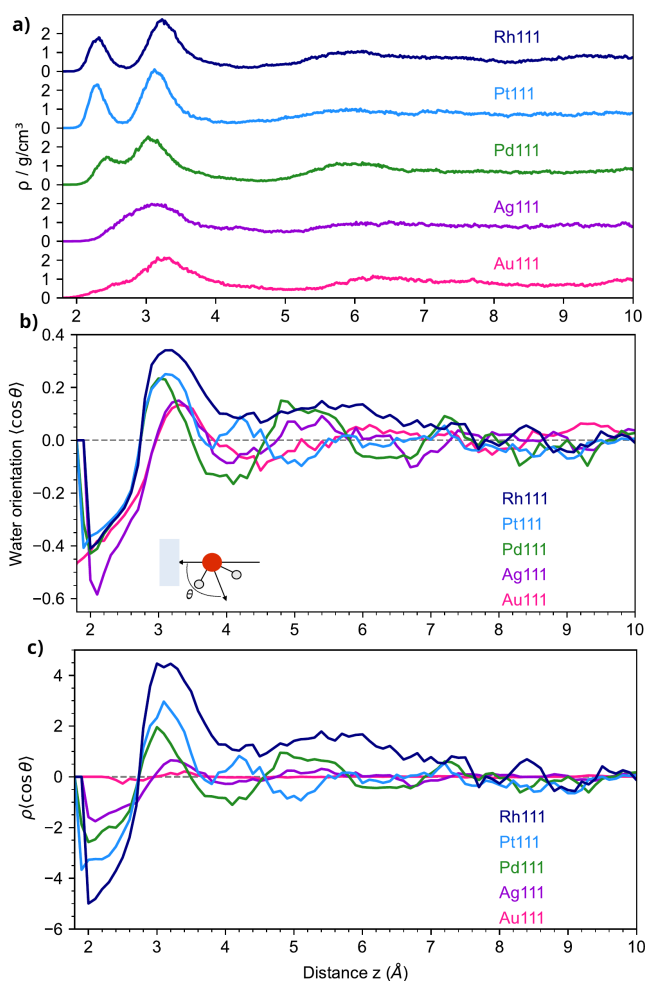 a)
ρ / g/cm³
2
1
0
Rh111
2
1
0
Pt111
2
1
0
Pd111
2
1
0
Ag111
2
1
0
Au111
2 3 4 5 6 7 8 9 10
b)
Water orientation ⟨cos θ⟩
0.4
0.2
0.0
−0.2
−0.4
−0.6
θ
Rh111
Pt111
Pd111
Ag111
Au111
2 3 4 5 6 7 8 9 10
c)
ρ⟨cos θ⟩
4
2
0
−2
−4
−6
Rh111
Pt111
Pd111
Ag111
Au111
2 3 4 5 6 7 8 9 10
Distance z (Å)